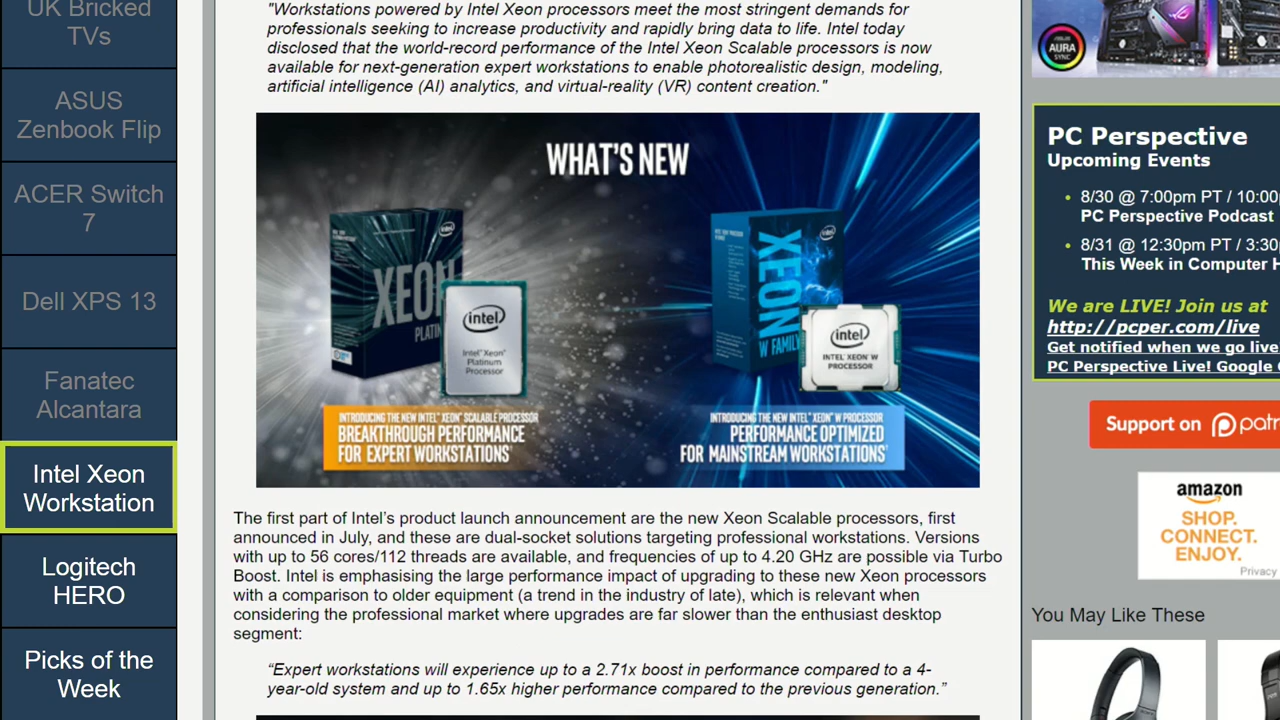 UK Bricked
TVs
ASUS
Zenbook Flip
ACER Switch
7
Dell XPS 13
Fanatec
Alcantara
Intel Xeon
Workstation
Logitech
HERO
Picks of the
Week
"Workstations powered by Intel Xeon processors meet the most stringent demands for
professionals seeking to increase productivity and rapidly bring data to life. Intel today
disclosed that the world-record performance of the Intel Xeon Scalable processors is now
available for next-generation expert workstations to enable photorealistic design, modeling,
artificial intelligence (AI) analytics, and virtual-reality (VR) content creation."
WHAT'S NEW
intel
XEON
PLATIN
intel
Intel® Xeon®
Platinum
Processor
intel
XEON
W FAMILY
intel
INTEL® XEON® W
PROCESSOR
INTRODUCING THE NEW INTEL® XEON® SCALABLE PROCESSOR
BREAKTHROUGH PERFORMANCE
FOR EXPERT WORKSTATIONS
INTRODUCING THE NEW INTEL® XEON® W PROCESSOR
PERFORMANCE OPTIMIZED
FOR MAINSTREAM WORKSTATIONS
The first part of Intel's product launch announcement are the new Xeon Scalable processors, first
announced in July, and these are dual-socket solutions targeting professional workstations. Versions
with up to 56 cores/112 threads are available, and frequencies of up to 4.20 GHz are possible via Turbo
Boost. Intel is emphasising the large performance impact of upgrading to these new Xeon processors
with a comparison to older equipment (a trend in the industry of late), which is relevant when
considering the professional market where upgrades are far slower than the enthusiast desktop
segment:
“Expert workstations will experience up to a 2.71x boost in performance compared to a 4-
year-old system and up to 1.65x higher performance compared to the previous generation.”
ASUS
AURA
SYNC
PC Perspective
Upcoming Events
8/30 @ 7:00pm PT / 10:00p
PC Perspective Podcast
8/31 @ 12:30pm PT / 3:30
This Week in Computer H
We are LIVE! Join us at
http://pcper.com/live
Get notified when we go live
PC Perspective Live! Google C
Support on patr
amazon
SHOP.
CONNECT.
ENJOY.
Privacy
You May Like These